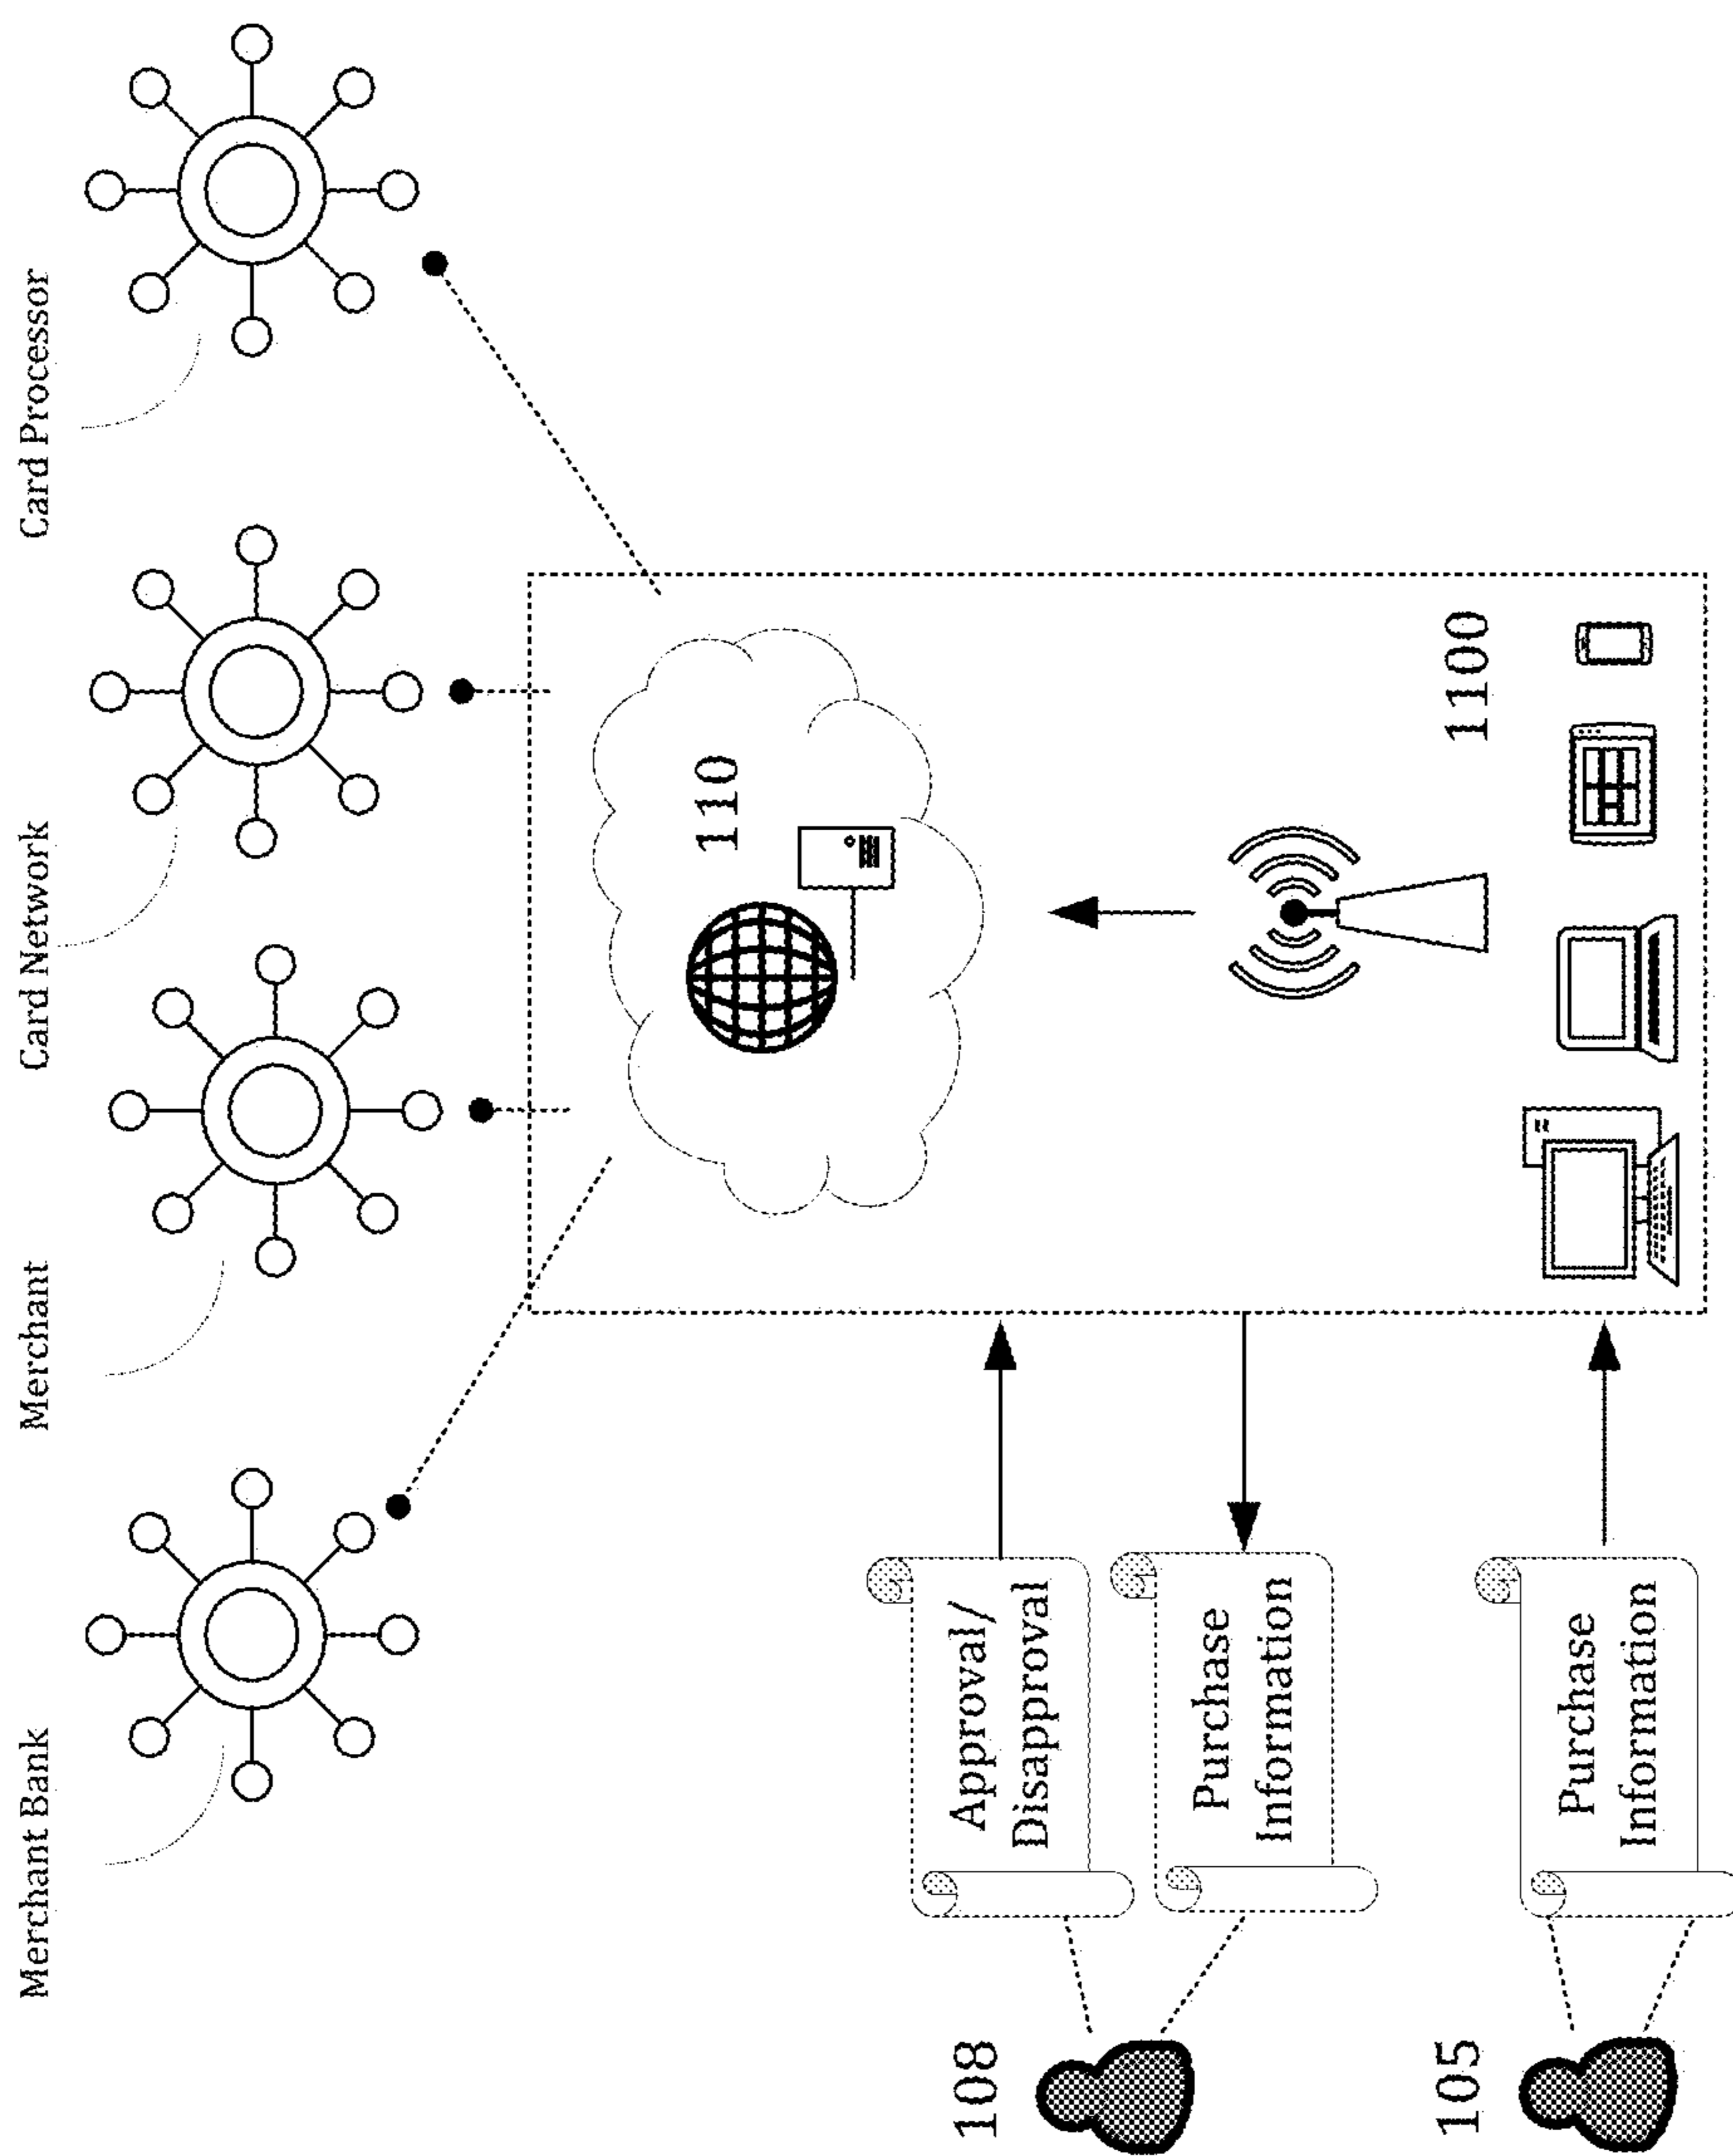 Merchant Bank
Merchant
Card Network
Card Processor
110
1100
108
Approval/
Disapproval
Purchase
Information
105
Purchase
Information